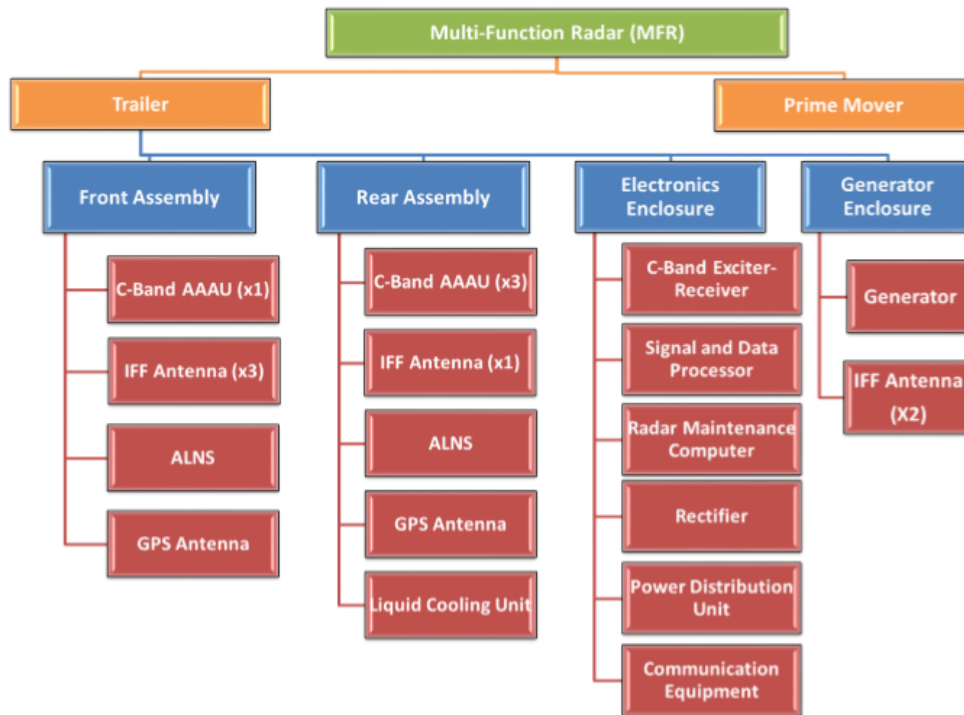 Multi-Function Radar (MFR)
Trailer
Prime Mover
Front Assembly
Rear Assembly
Electronics
Enclosure
Generator
Enclosure
C-Band AAAU (x1)
IFF Antenna (x3)
ALNS
GPS Antenna
C-Band AAAU (x3)
IFF Antenna (x1)
ALNS
GPS Antenna
Liquid Cooling Unit
C-Band Exciter-
Receiver
Signal and Data
Processor
Radar Maintenance
Computer
Rectifier
Power Distribution
Unit
Communication
Equipment
Generator
IFF Antenna
(X2)